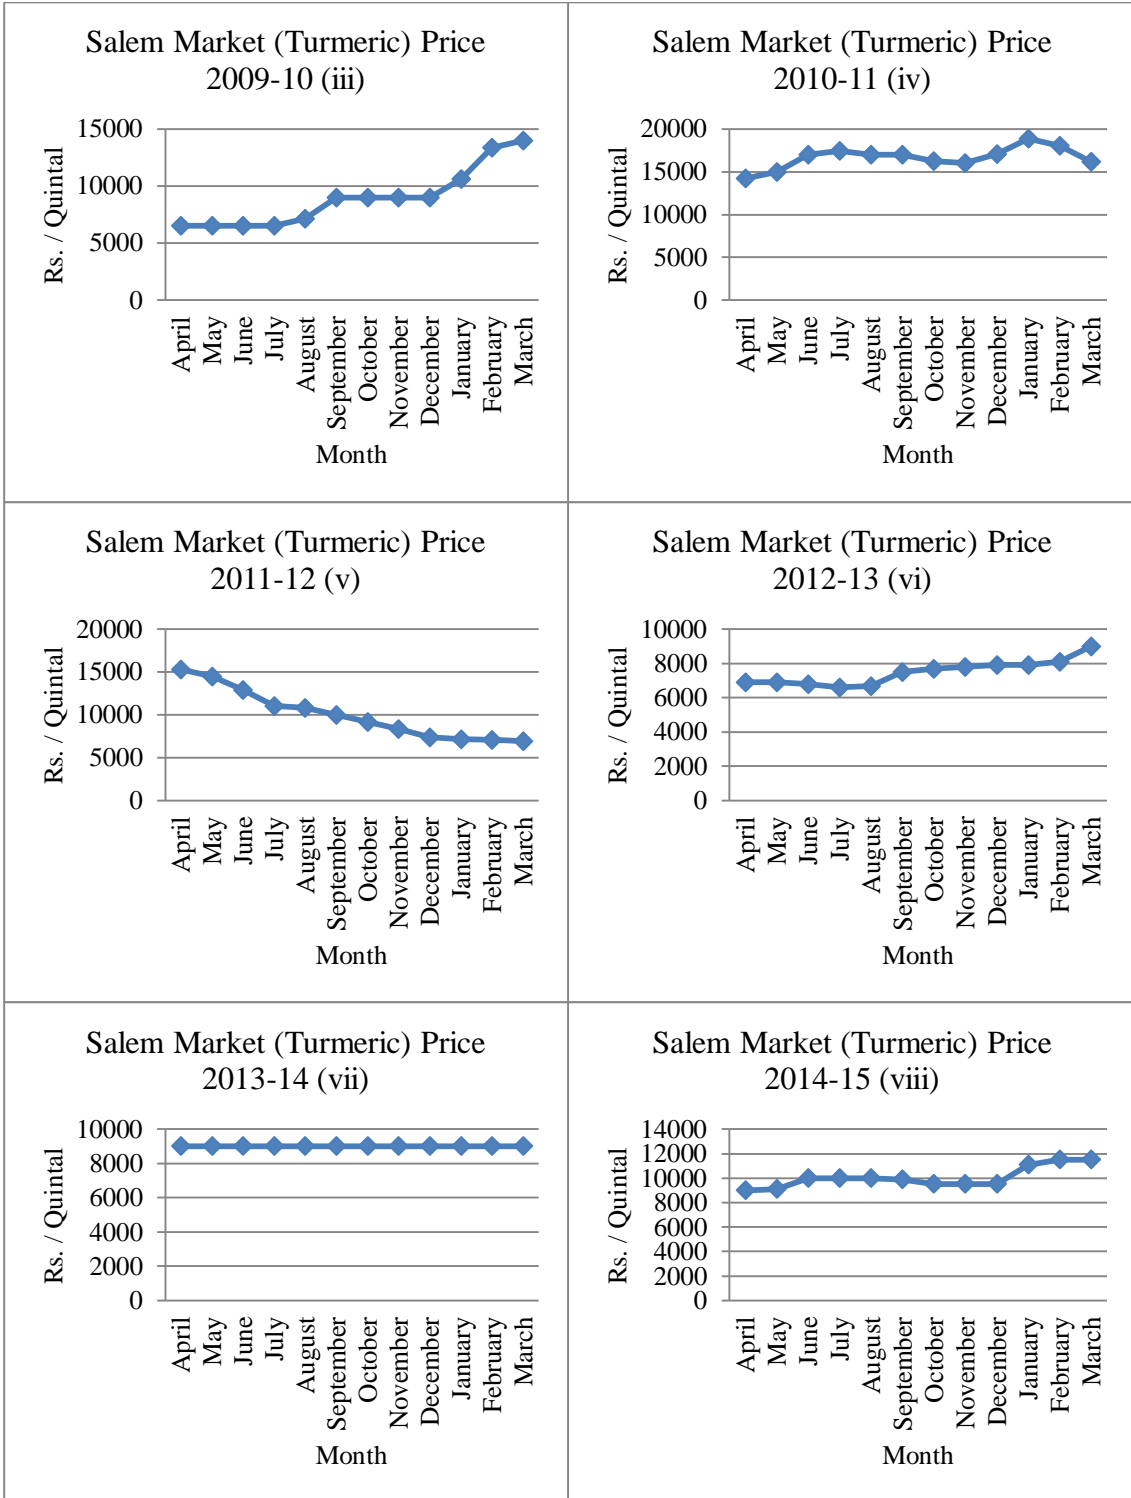 Salem Market (Turmeric) Price
2009-10 (iii)
15000
10000
5000
0
Rs. / Quintal
April
May
June
July
August
September
October
November
December
January
February
March
Month
Salem Market (Turmeric) Price
2010-11 (iv)
20000
15000
10000
5000
0
Rs. / Quintal
April
May
June
July
August
September
October
November
December
January
February
March
Month
Salem Market (Turmeric) Price
2011-12 (v)
20000
15000
10000
5000
0
Rs. / Quintal
April
May
June
July
August
September
October
November
December
January
February
March
Month
Salem Market (Turmeric) Price
2012-13 (vi)
10000
8000
6000
4000
2000
0
Rs. / Quintal
April
May
June
July
August
September
October
November
December
January
February
March
Month
Salem Market (Turmeric) Price
2013-14 (vii)
10000
8000
6000
4000
2000
0
Rs. / Quintal
April
May
June
July
August
September
October
November
December
January
February
March
Month
Salem Market (Turmeric) Price
2014-15 (viii)
14000
12000
10000
8000
6000
4000
2000
0
Rs. / Quintal
April
May
June
July
August
September
October
November
December
January
February
March
Month